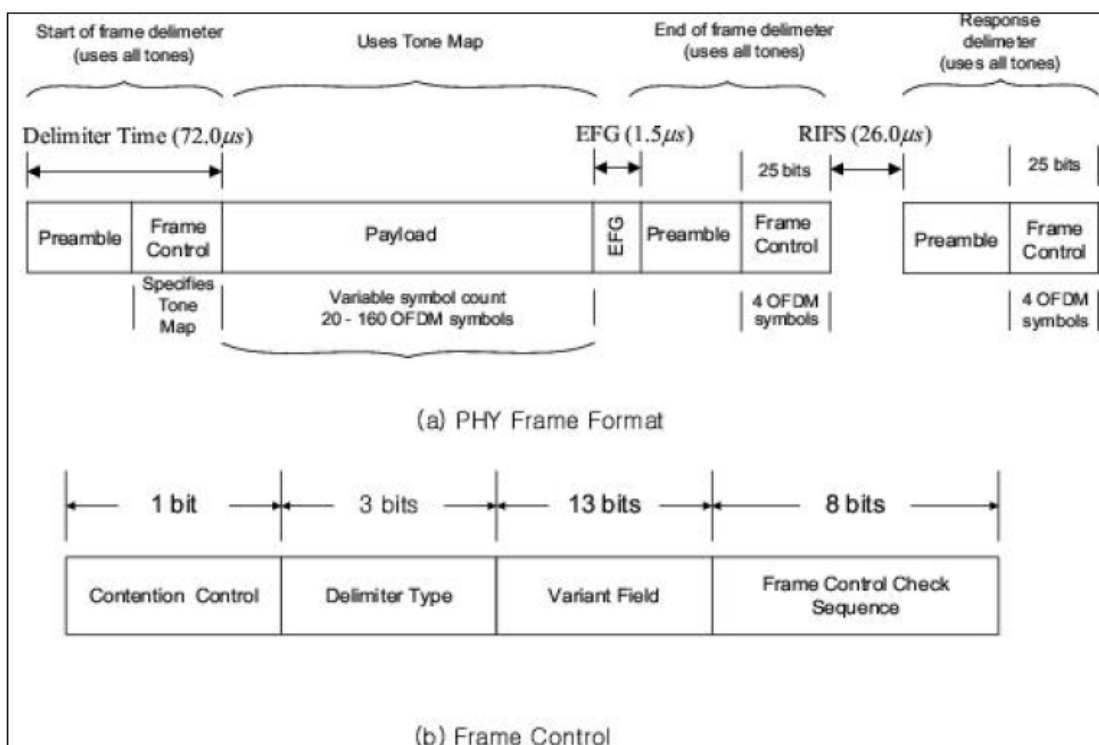 Start of frame delimeter
(uses all tones)
Uses Tone Map
End of frame delimeter
(uses all tones)
Response
delimeter
(uses all tones)
Delimiter Time (72.0μs)
EFG (1.5μs)
RIFS (26.0μs)
25 bits
25 bits
Preamble
Frame
Control
Payload
EFG
Preamble
Frame
Control
Preamble
Frame
Control
Specifies
Tone
Map
Variable symbol count
20 - 160 OFDM symbols
4 OFDM
symbols
4 OFDM
symbols
(a) PHY Frame Format
1 bit
3 bits
13 bits
8 bits
Contention Control
Delimiter Type
Variant Field
Frame Control Check
Sequence
(b) Frame Control